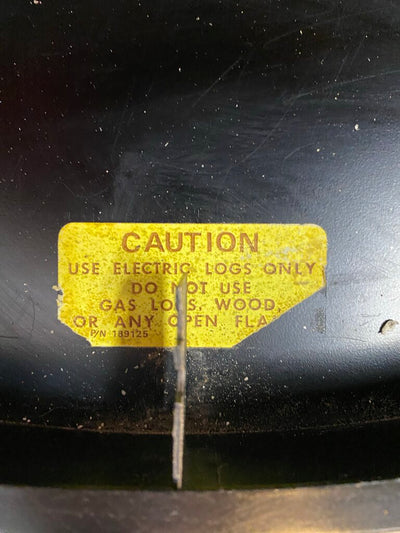 CAUTION
USE ELECTRIC LOGS ONLY
DO NOT USE
GAS LOGS, WOOD,
OR ANY OPEN FLA
P/N 189125